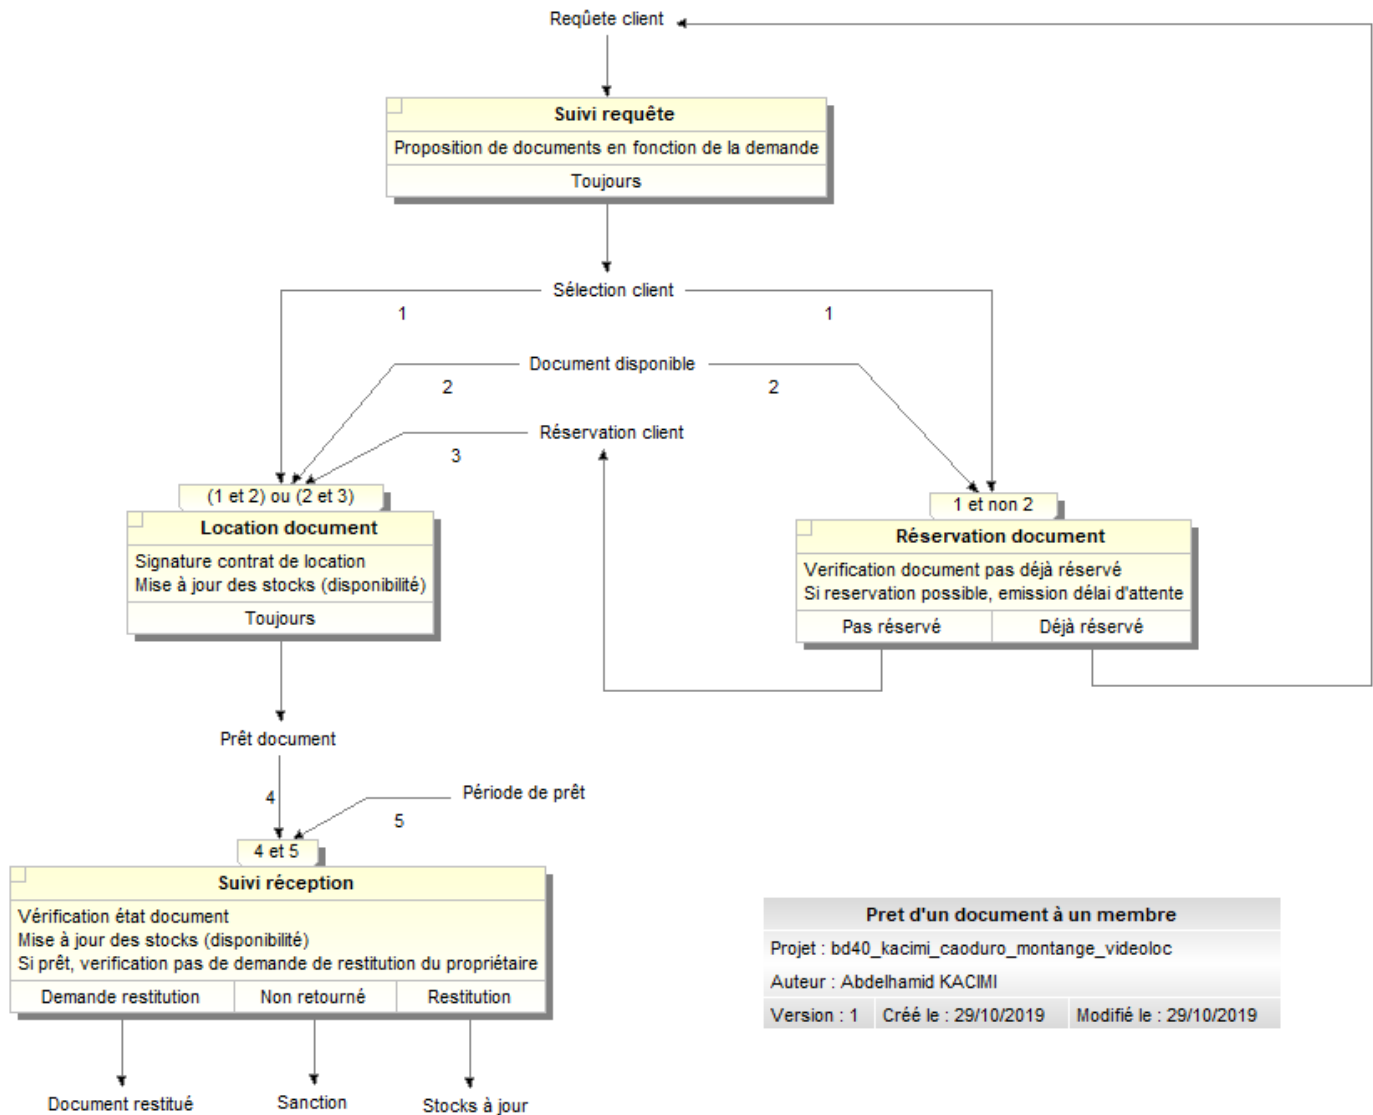 Reqûete client
Suivi requête
Proposition de documents en fonction de la demande
Toujours
Sélection client
1
1
Document disponible
2
2
Réservation client
3
(1 et 2) ou (2 et 3)
Location document
Signature contrat de location
Mise à jour des stocks (disponibilité)
Toujours
1 et non 2
Réservation document
Verification document pas déjà réservé
Si reservation possible, emission délai d'attente
Pas réservé
Déjà réservé
Prêt document
4
Période de prêt
5
4 et 5
Suivi réception
Vérification état document
Mise à jour des stocks (disponibilité)
Si prêt, verification pas de demande de restitution du propriétaire
Demande restitution
Non retourné
Restitution
Document restitué
Sanction
Stocks à jour
Pret d'un document à un membre
Projet : bd40_kacimi_caoduro_montange_videoloc
Auteur : Abdelhamid KACIMI
Version : 1
Créé le : 29/10/2019
Modifié le : 29/10/2019